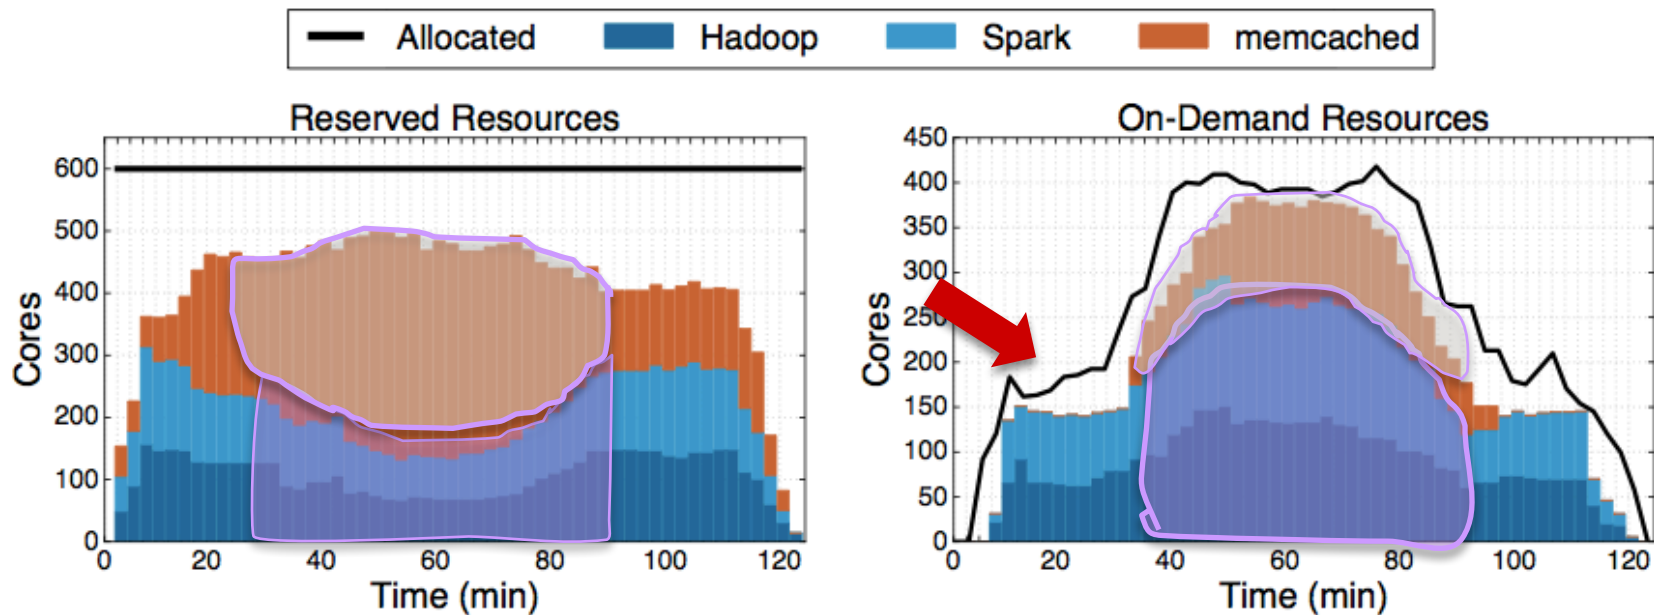 Allocated Hadoop Spark memcached
Reserved Resources
600
500
400
300
200
100
0
Cores
0 20 40 60 80 100 120
Time (min)
On-Demand Resources
450
400
350
300
250
200
150
100
50
0
Cores
0 20 40 60 80 100 120
Time (min)